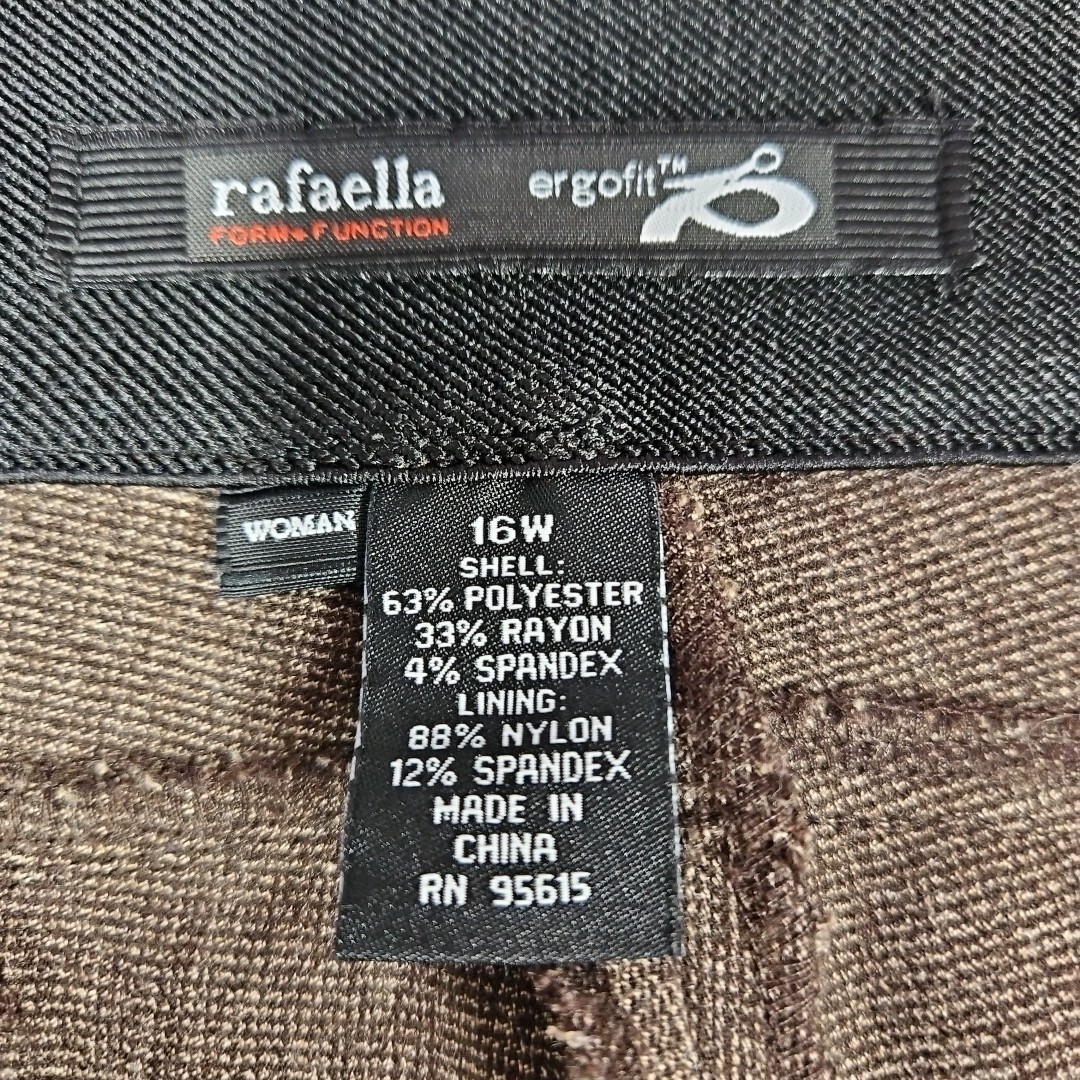 rafaella
FORM+FUNCTION
ergofit™
WOMAN
16W
SHELL:
63% POLYESTER
33% RAYON
4% SPANDEX
LINING:
88% NYLON
12% SPANDEX
MADE IN
CHINA
RN 95615